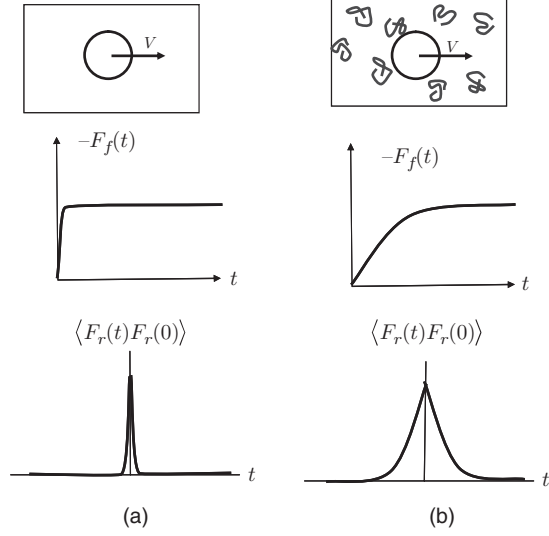 V
V
–F_f(t)
–F_f(t)
t
t
⟨F_r(t)F_r(0)⟩
⟨F_r(t)F_r(0)⟩
t
t
(a)
(b)